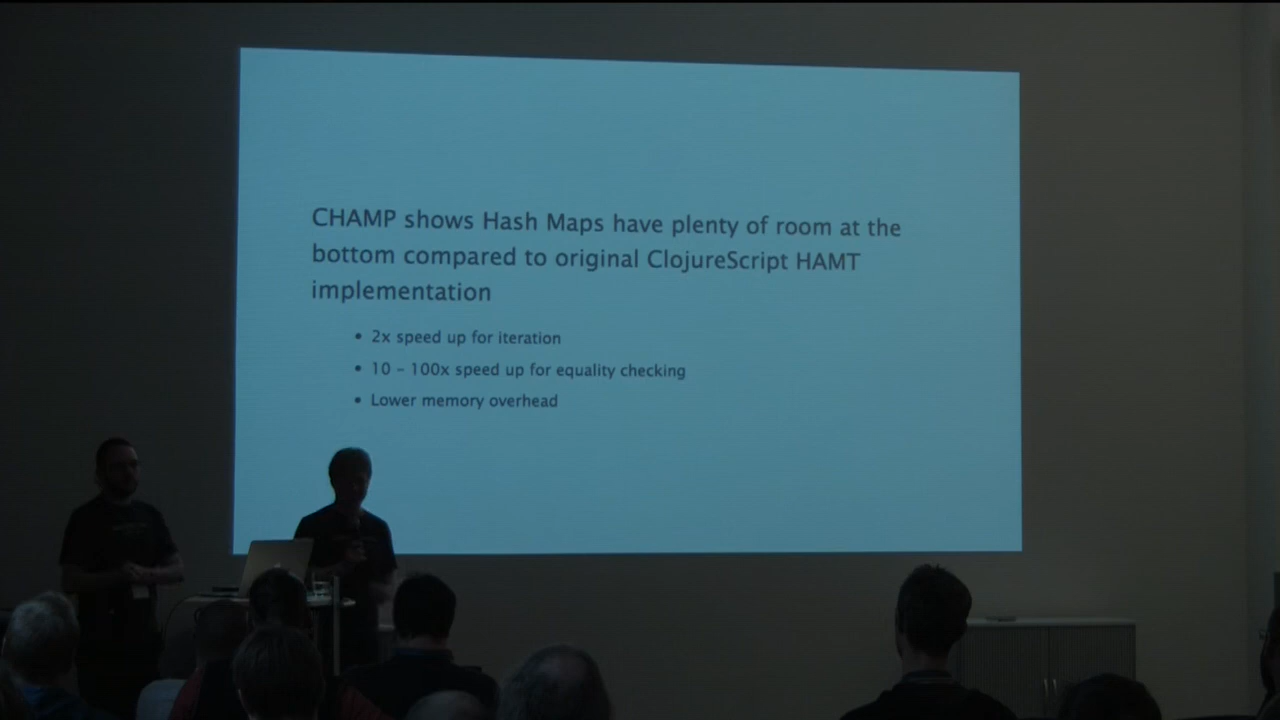 CHAMP shows Hash Maps have plenty of room at the
bottom compared to original ClojureScript HAMT
implementation
• 2x speed up for iteration
• 10 – 100x speed up for equality checking
• Lower memory overhead